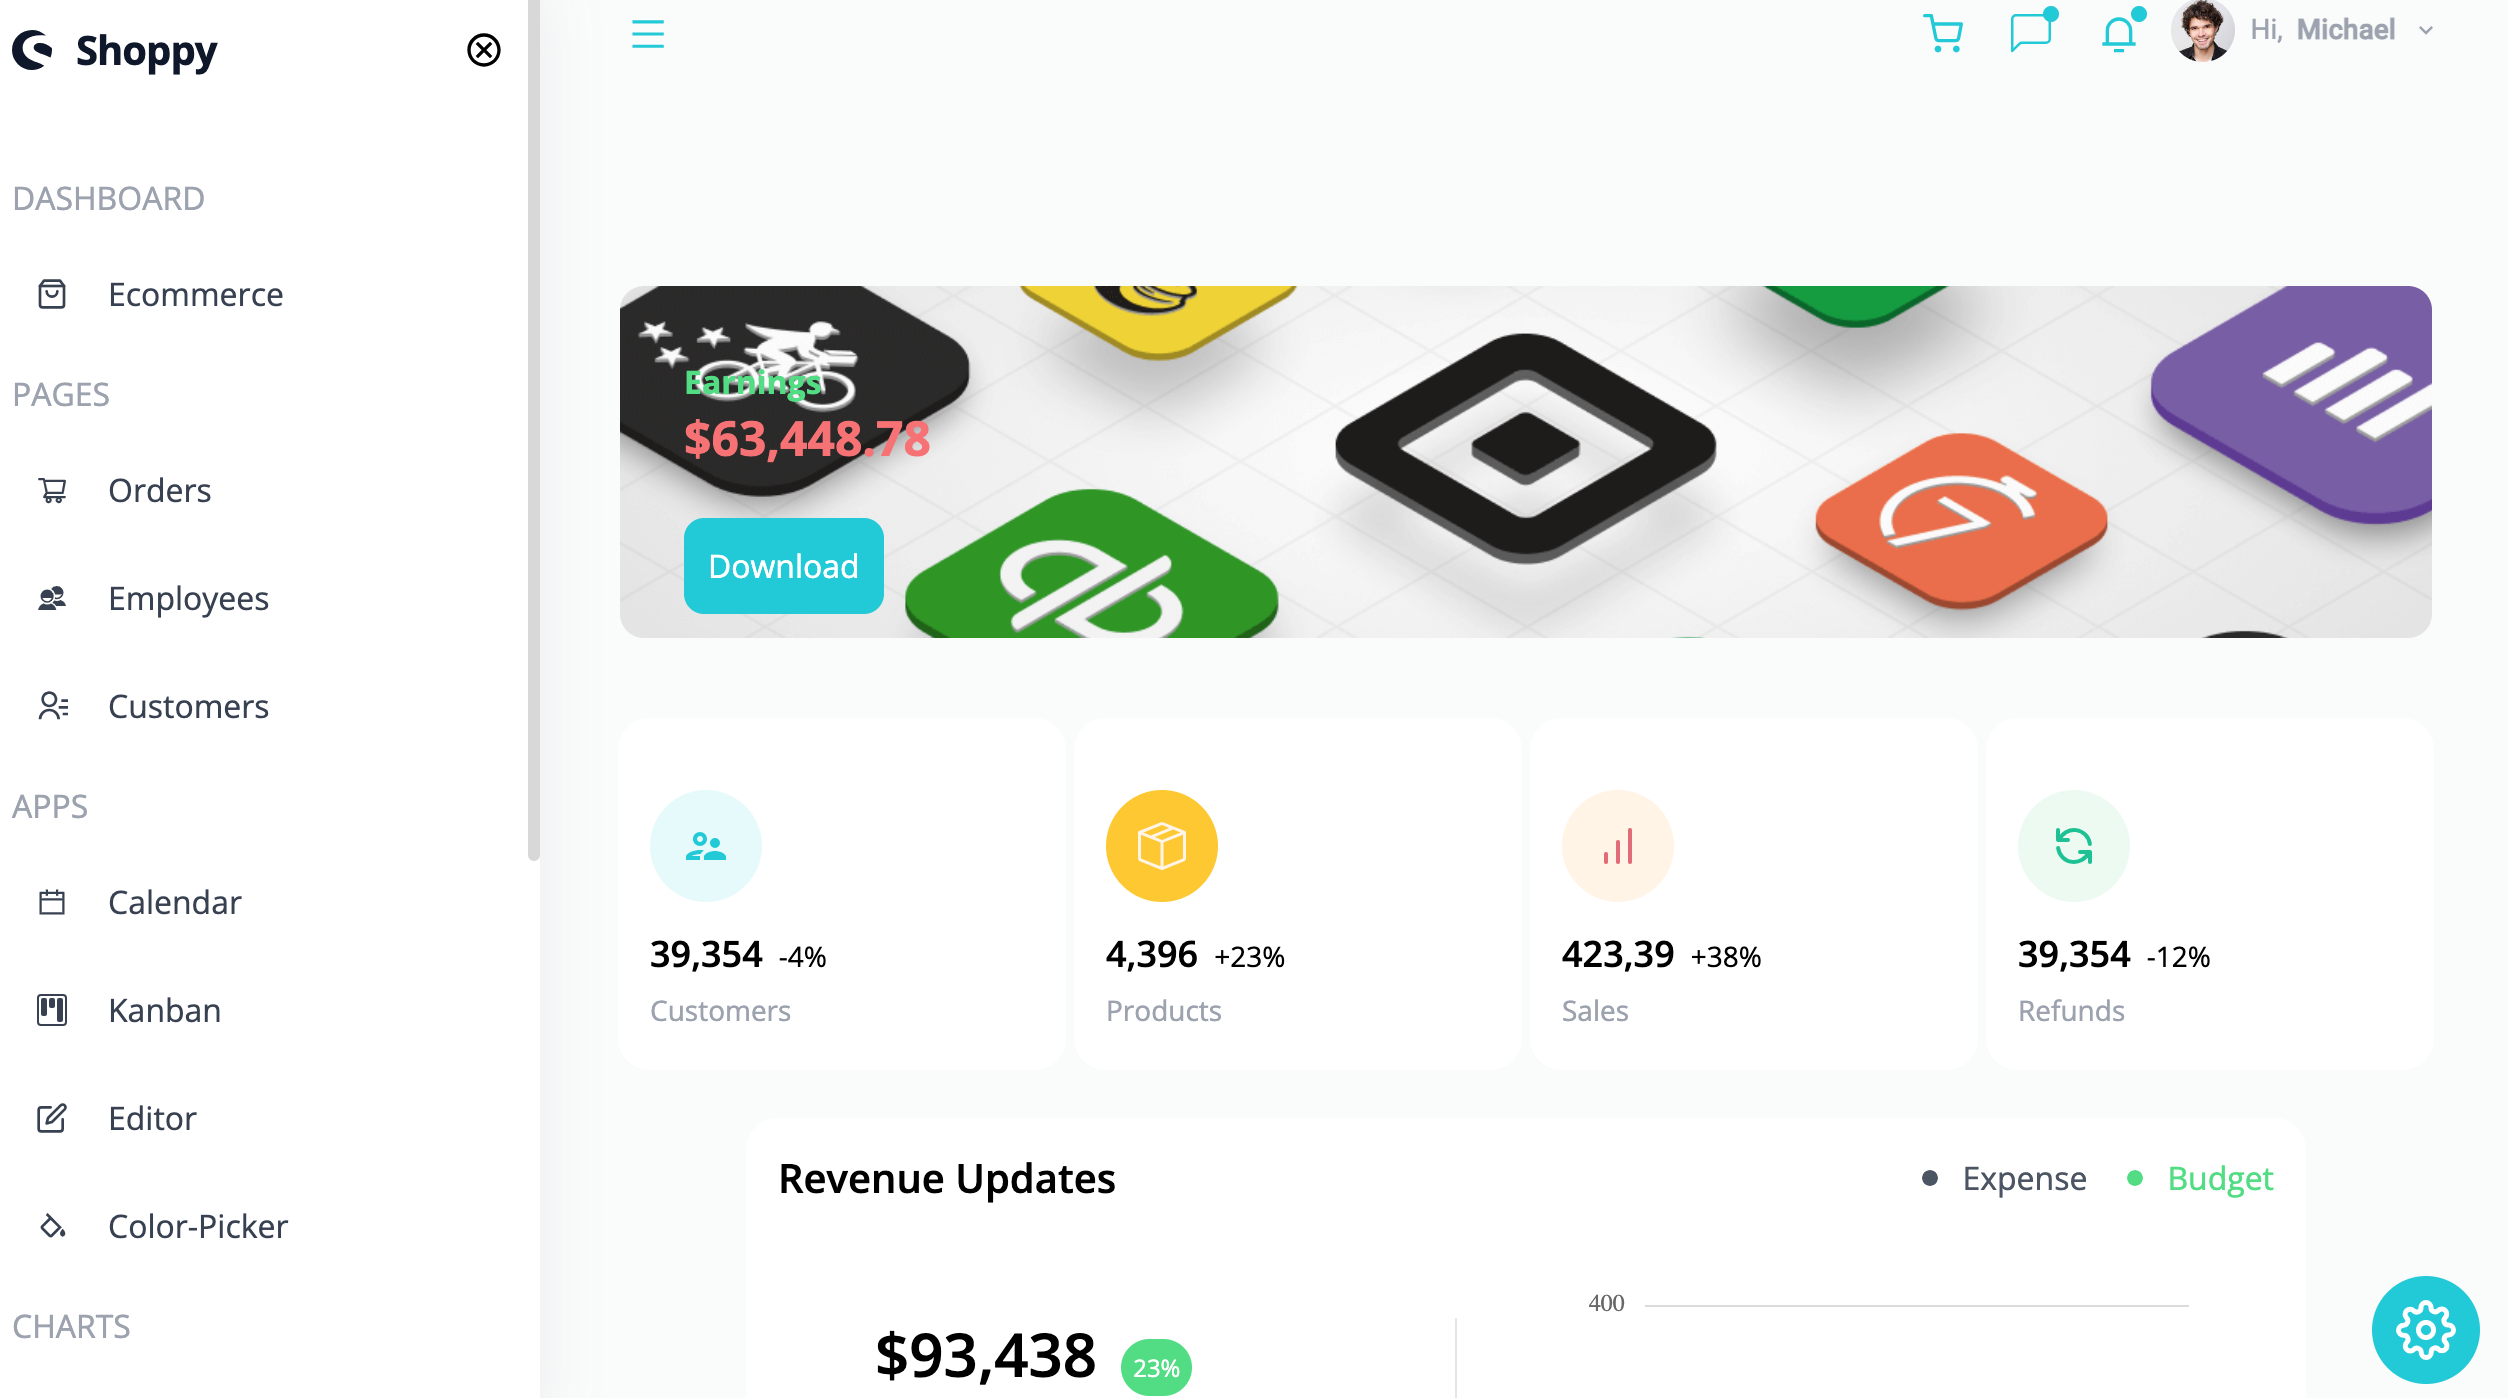 Shoppy
DASHBOARD
Ecommerce
PAGES
Orders
Employees
Customers
APPS
Calendar
Kanban
Editor
Color-Picker
CHARTS
Hi, Michael
Earnings
$63,448.78
Download
39,354 -4%
Customers
4,396 +23%
Products
423,39 +38%
Sales
39,354 -12%
Refunds
Revenue Updates
Expense
Budget
$93,438 23%
400